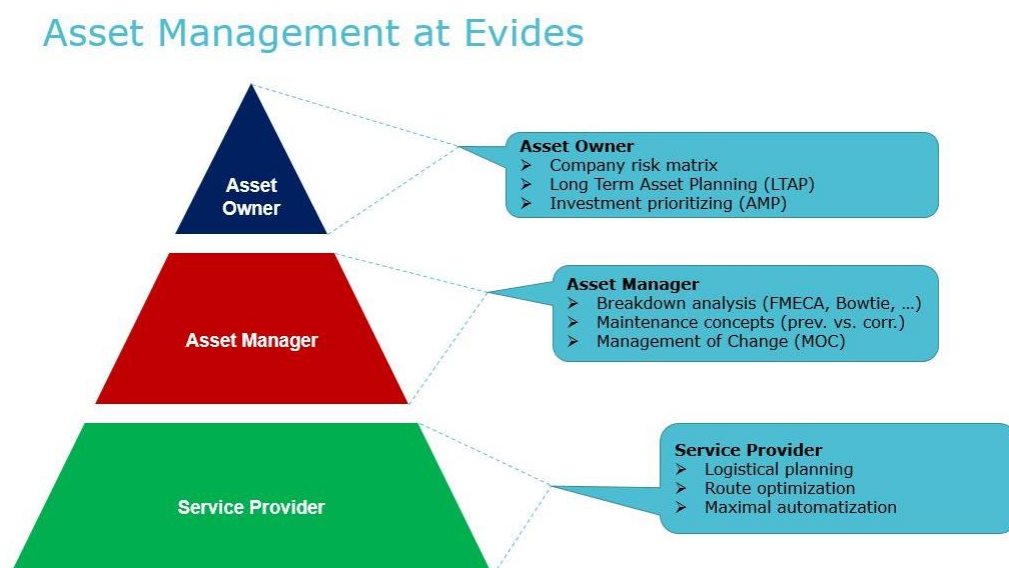 Asset Management at Evides
Asset
Owner
Asset Owner
➢ Company risk matrix
➢ Long Term Asset Planning (LTAP)
➢ Investment prioritizing (AMP)
Asset Manager
Asset Manager
➢ Breakdown analysis (FMECA, Bowtie, ...)
➢ Maintenance concepts (prev. vs. corr.)
➢ Management of Change (MOC)
Service Provider
Service Provider
➢ Logistical planning
➢ Route optimization
➢ Maximal automatization